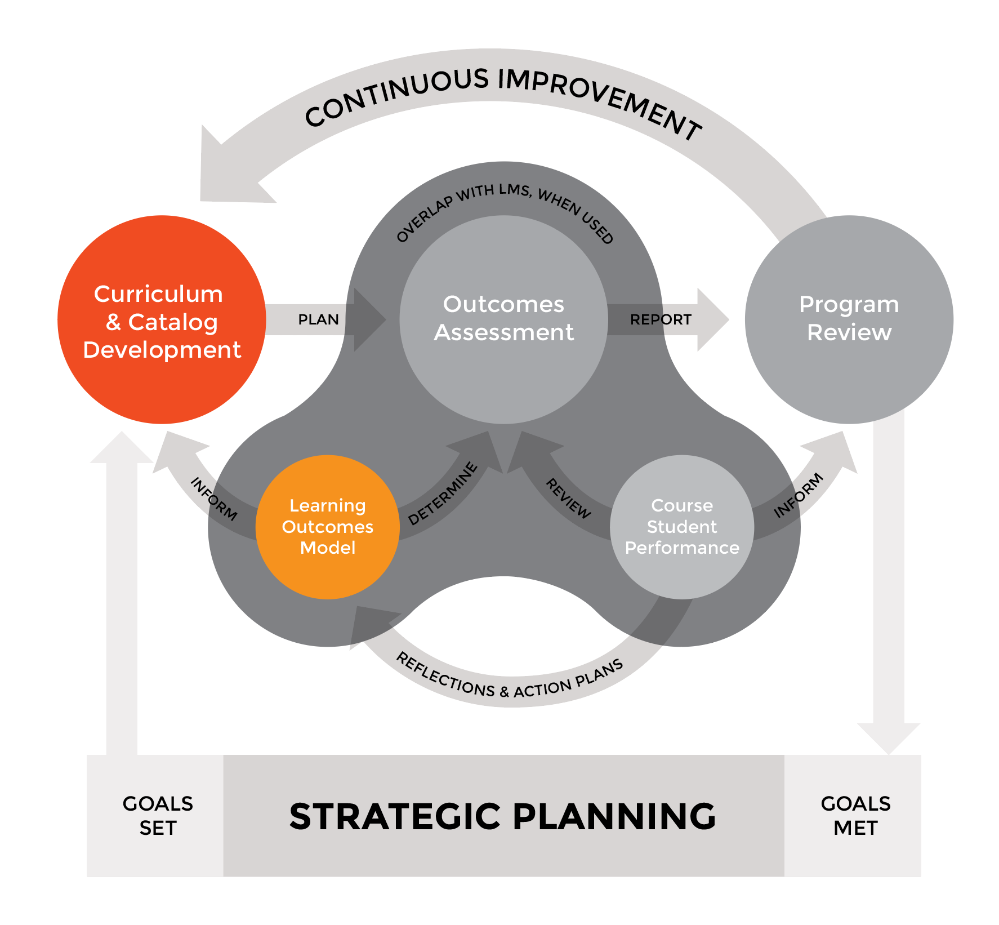 CONTINUOUS IMPROVEMENT
OVERLAP WITH LMS, WHEN USED
Curriculum
& Catalog
Development
PLAN
Outcomes
Assessment
REPORT
Program
Review
INFORM
Learning
Outcomes
Model
DETERMINE
REVIEW
Course
Student
Performance
INFORM
REFLECTIONS & ACTION PLANS
GOALS
SET
STRATEGIC PLANNING
GOALS
MET